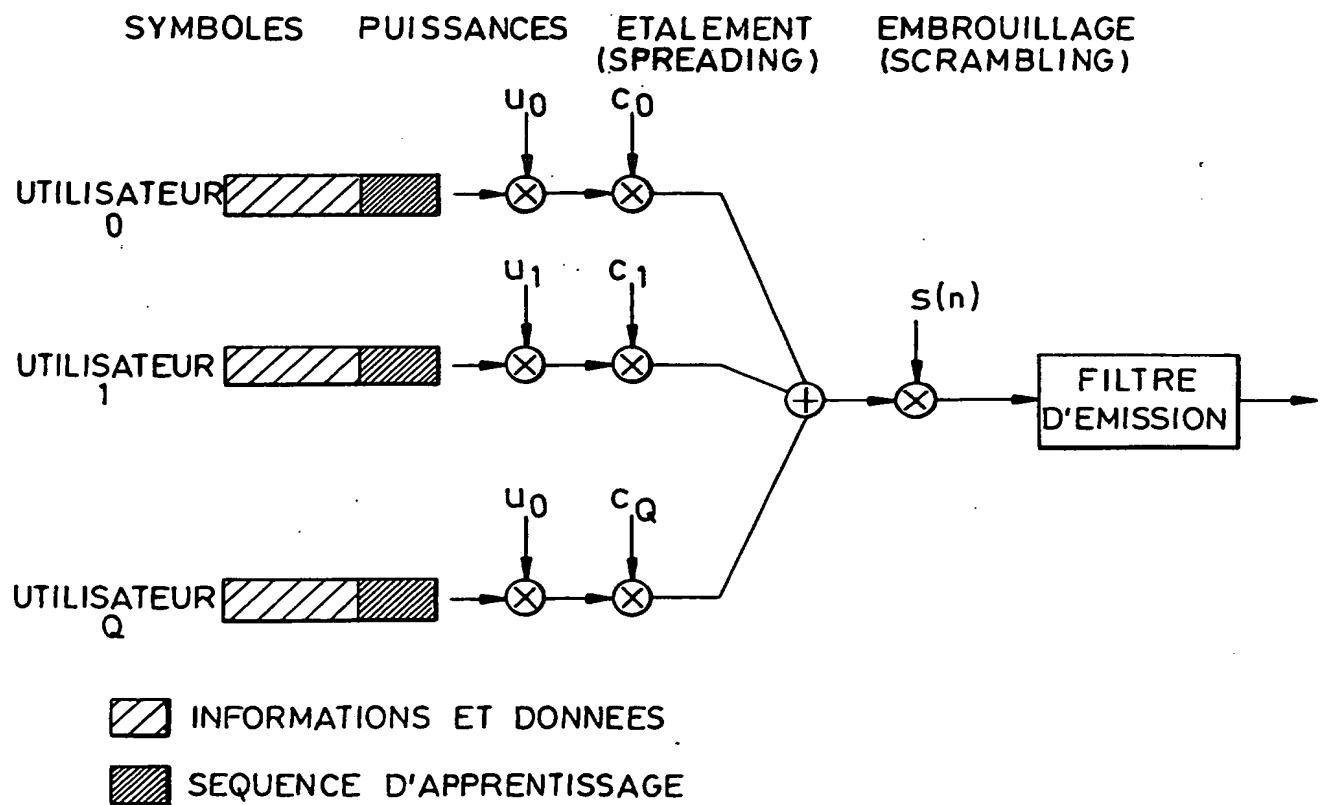 SYMBOLES PUISSANCES ETALEMENT EMBROUILLAGE
(SPREADING) (SCRAMBLING)
u0 c0
UTILISATEUR
0
u1 c1
s(n)
UTILISATEUR
1
FILTRE
D'EMISSION
u0 cQ
UTILISATEUR
Q
INFORMATIONS ET DONNEES
SEQUENCE D'APPRENTISSAGE